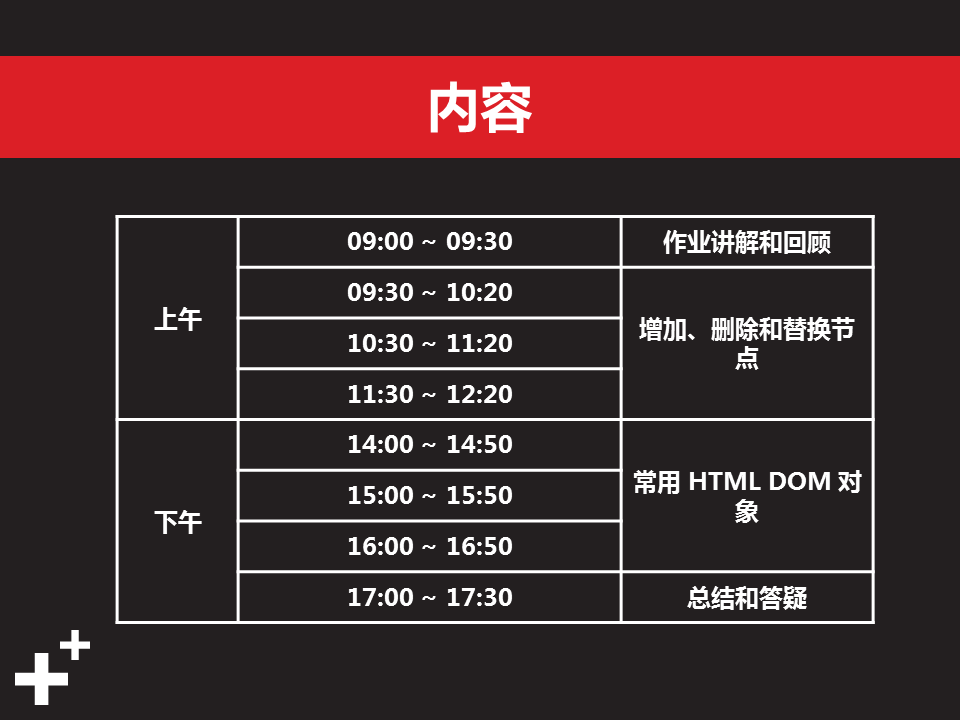 内容
上午
09:00 ~ 09:30
作业讲解和回顾
09:30 ~ 10:20
10:30 ~ 11:20
11:30 ~ 12:20
增加、删除和替换节
点
下午
14:00 ~ 14:50
15:00 ~ 15:50
16:00 ~ 16:50
常用 HTML DOM 对
象
17:00 ~ 17:30
总结和答疑